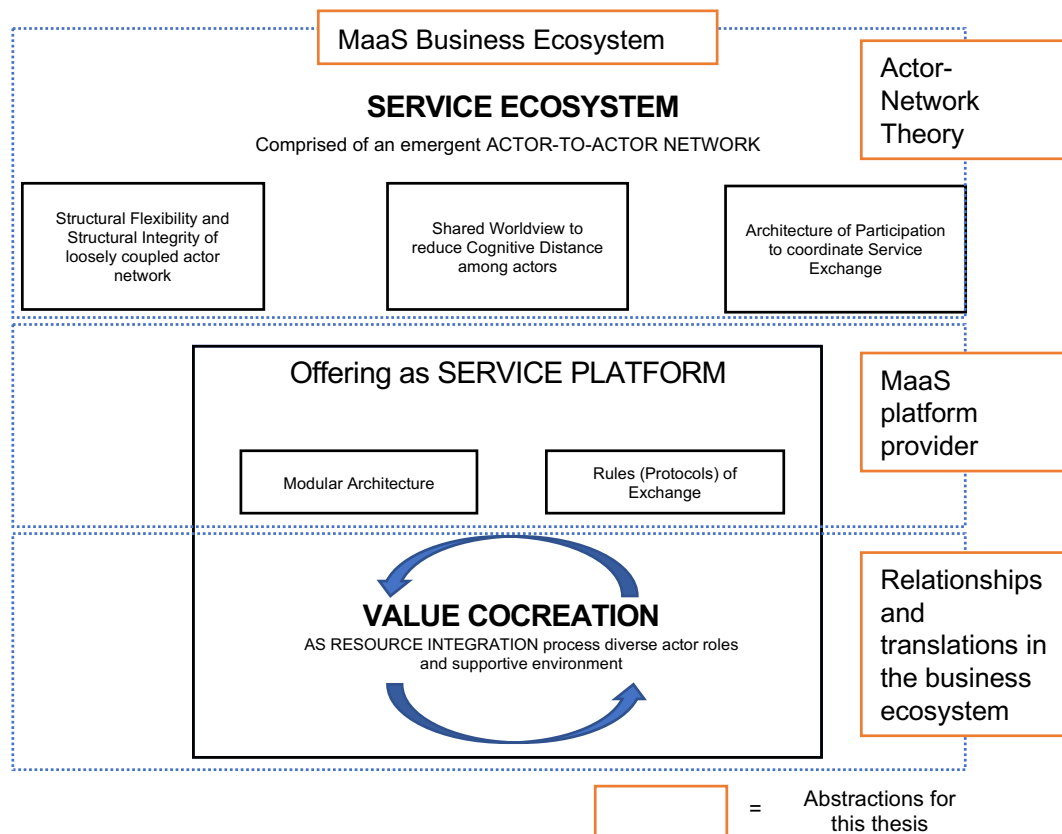 MaaS Business Ecosystem
Actor-
Network
Theory
SERVICE ECOSYSTEM
Comprised of an emergent ACTOR-TO-ACTOR NETWORK
Structural Flexibility and
Structural Integrity of
loosely coupled actor
network
Shared Worldview to
reduce Cognitive Distance
among actors
Architecture of Participation
to coordinate Service
Exchange
Offering as SERVICE PLATFORM
MaaS
platform
provider
Modular Architecture
Rules (Protocols) of
Exchange
VALUE COCREATION
AS RESOURCE INTEGRATION process diverse actor roles
and supportive environment
Relationships
and
translations in
the business
ecosystem
=
Abstractions for
this thesis